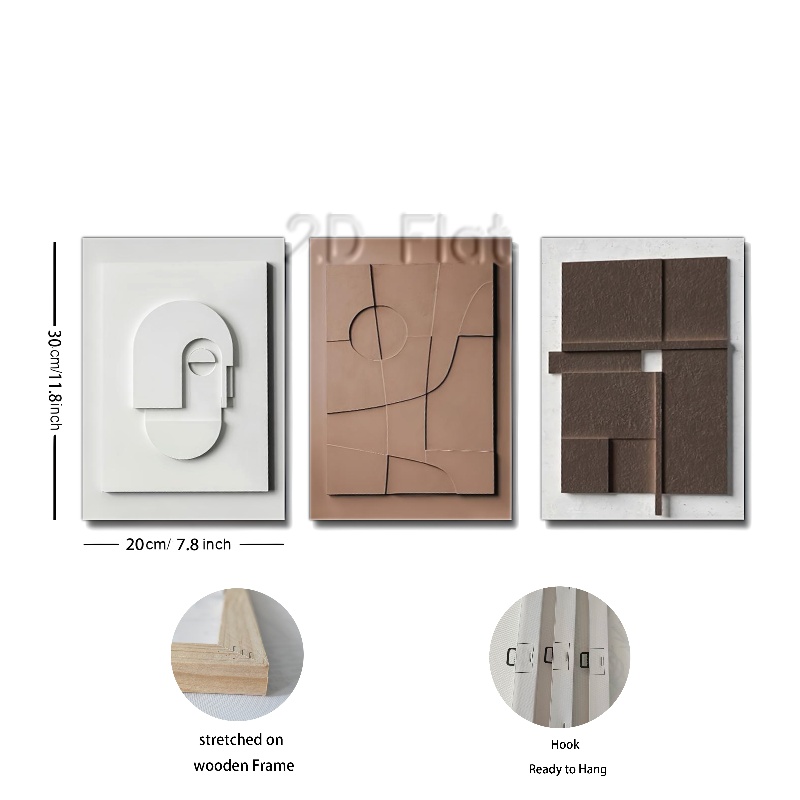 2D Flat
30cm/11.8inch
20cm/ 7.8 inch
stretched on
wooden Frame
Hook
Ready to Hang